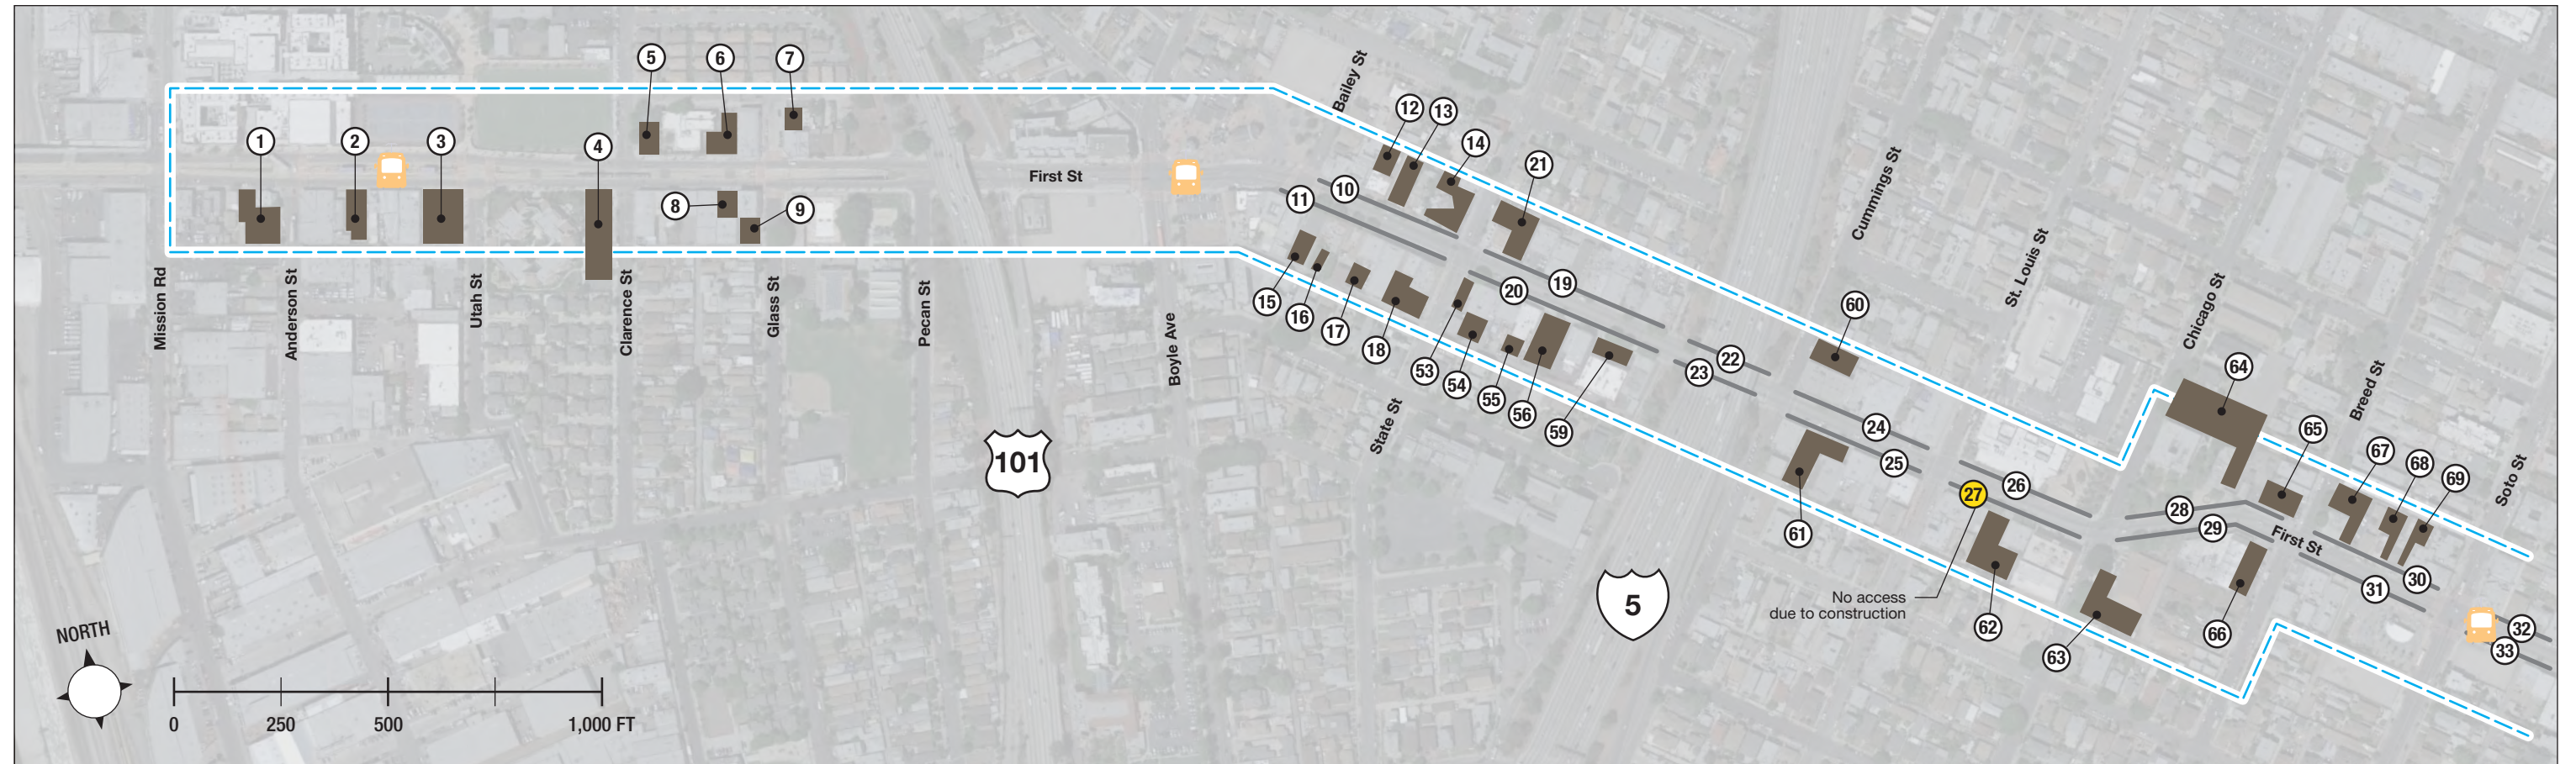 5
6
7
Bailey St
12
13
14
21
1
2
3
4
First St
10
11
8
9
Cummings St
St. Louis St
Chicago St
Breed St
Soto St
Mission Rd
Anderson St
Utah St
Clarence St
Glass St
Pecan St
Boyle Ave
State St
15
16
17
18
20
19
53
54
55
56
59
22
23
60
24
25
64
65
67
68
69
101
5
61
27
26
28
29
First St
30
31
32
33
No access
due to construction
62
63
66
NORTH
0
250
500
1,000 FT